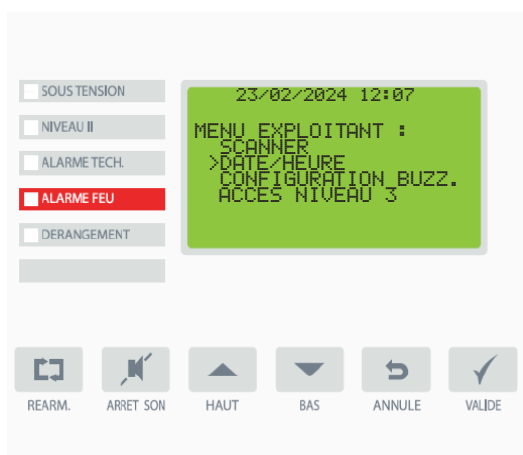 SOUS TENSION
NIVEAU II
ALARME TECH.
ALARME FEU
DERANGEMENT
23/02/2024 12:07
MENU EXPLOITANT :
SCANNER
>DATE/HEURE
CONFIGURATION BUZZ.
ACCES NIVEAU 3
REARM.
ARRET SON
HAUT
BAS
ANNULE
VALIDE